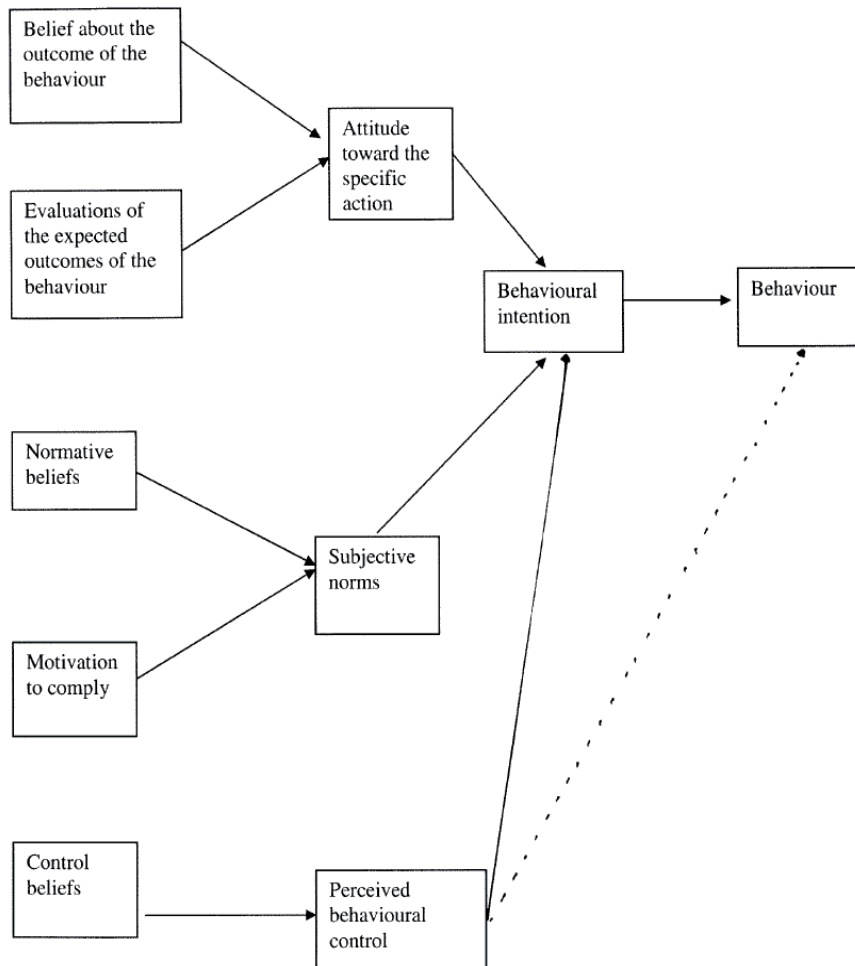 Belief about the
outcome of the
behaviour
Attitude
toward the
specific
action
Evaluations of
the expected
outcomes of the
behaviour
Behavioural
intention
Behaviour
Normative
beliefs
Subjective
norms
Motivation
to comply
Control
beliefs
Perceived
behavioural
control